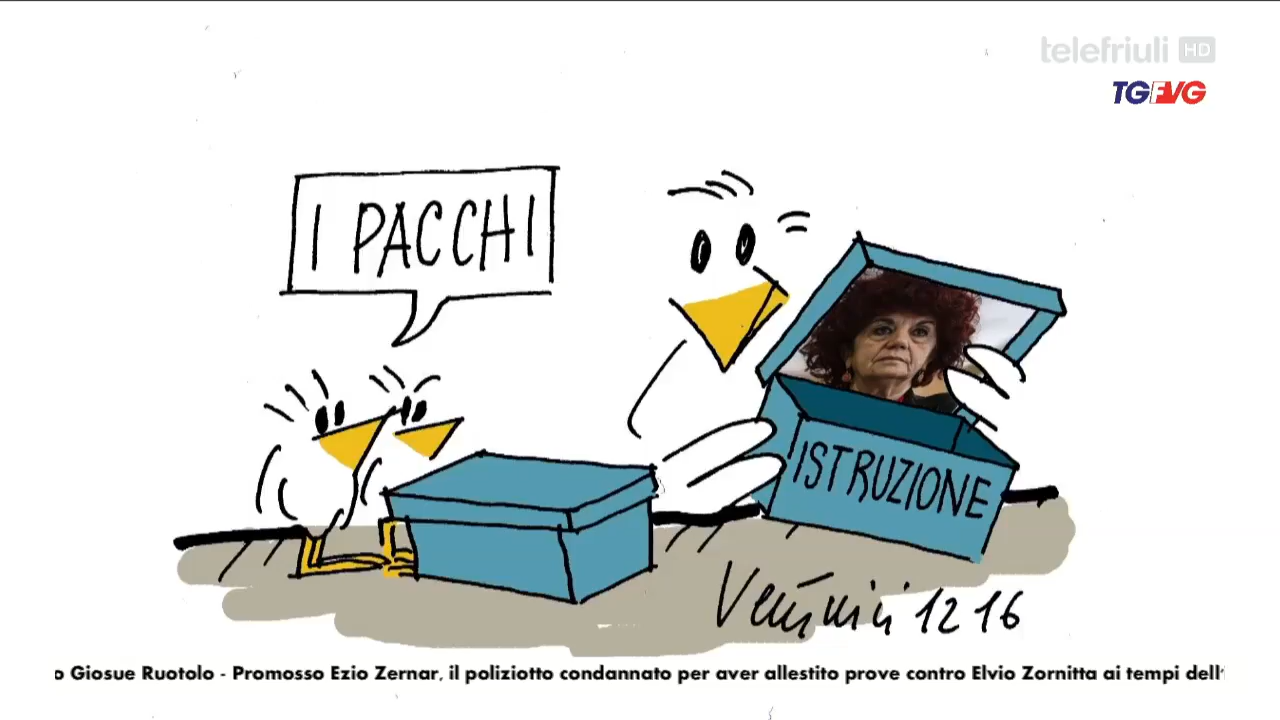 telefriuli HD
TGFVG
I PACCHI
ISTRUZIONE
Vannini 12 16
o Giosue Ruotolo - Promosso Ezio Zernar, il poliziotto condannato per aver allestito prove contro Elvio Zornitta ai tempi dell'